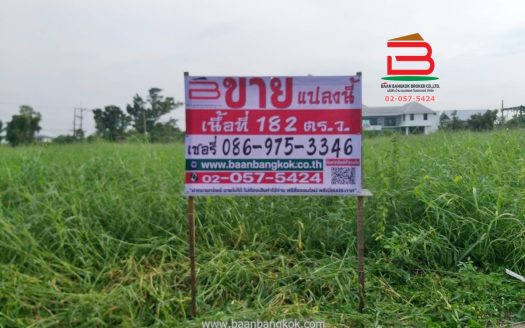 BAAN BANGKOK BROKER CO.,LTD.
02-057-5424
B ขาย แปลงนี้
เนื้อที่ 182 ตร.ว.
เชอรี่ 086-975-3346
www.baanbangkok.co.th
02-057-5424
www.baanbangkok.com